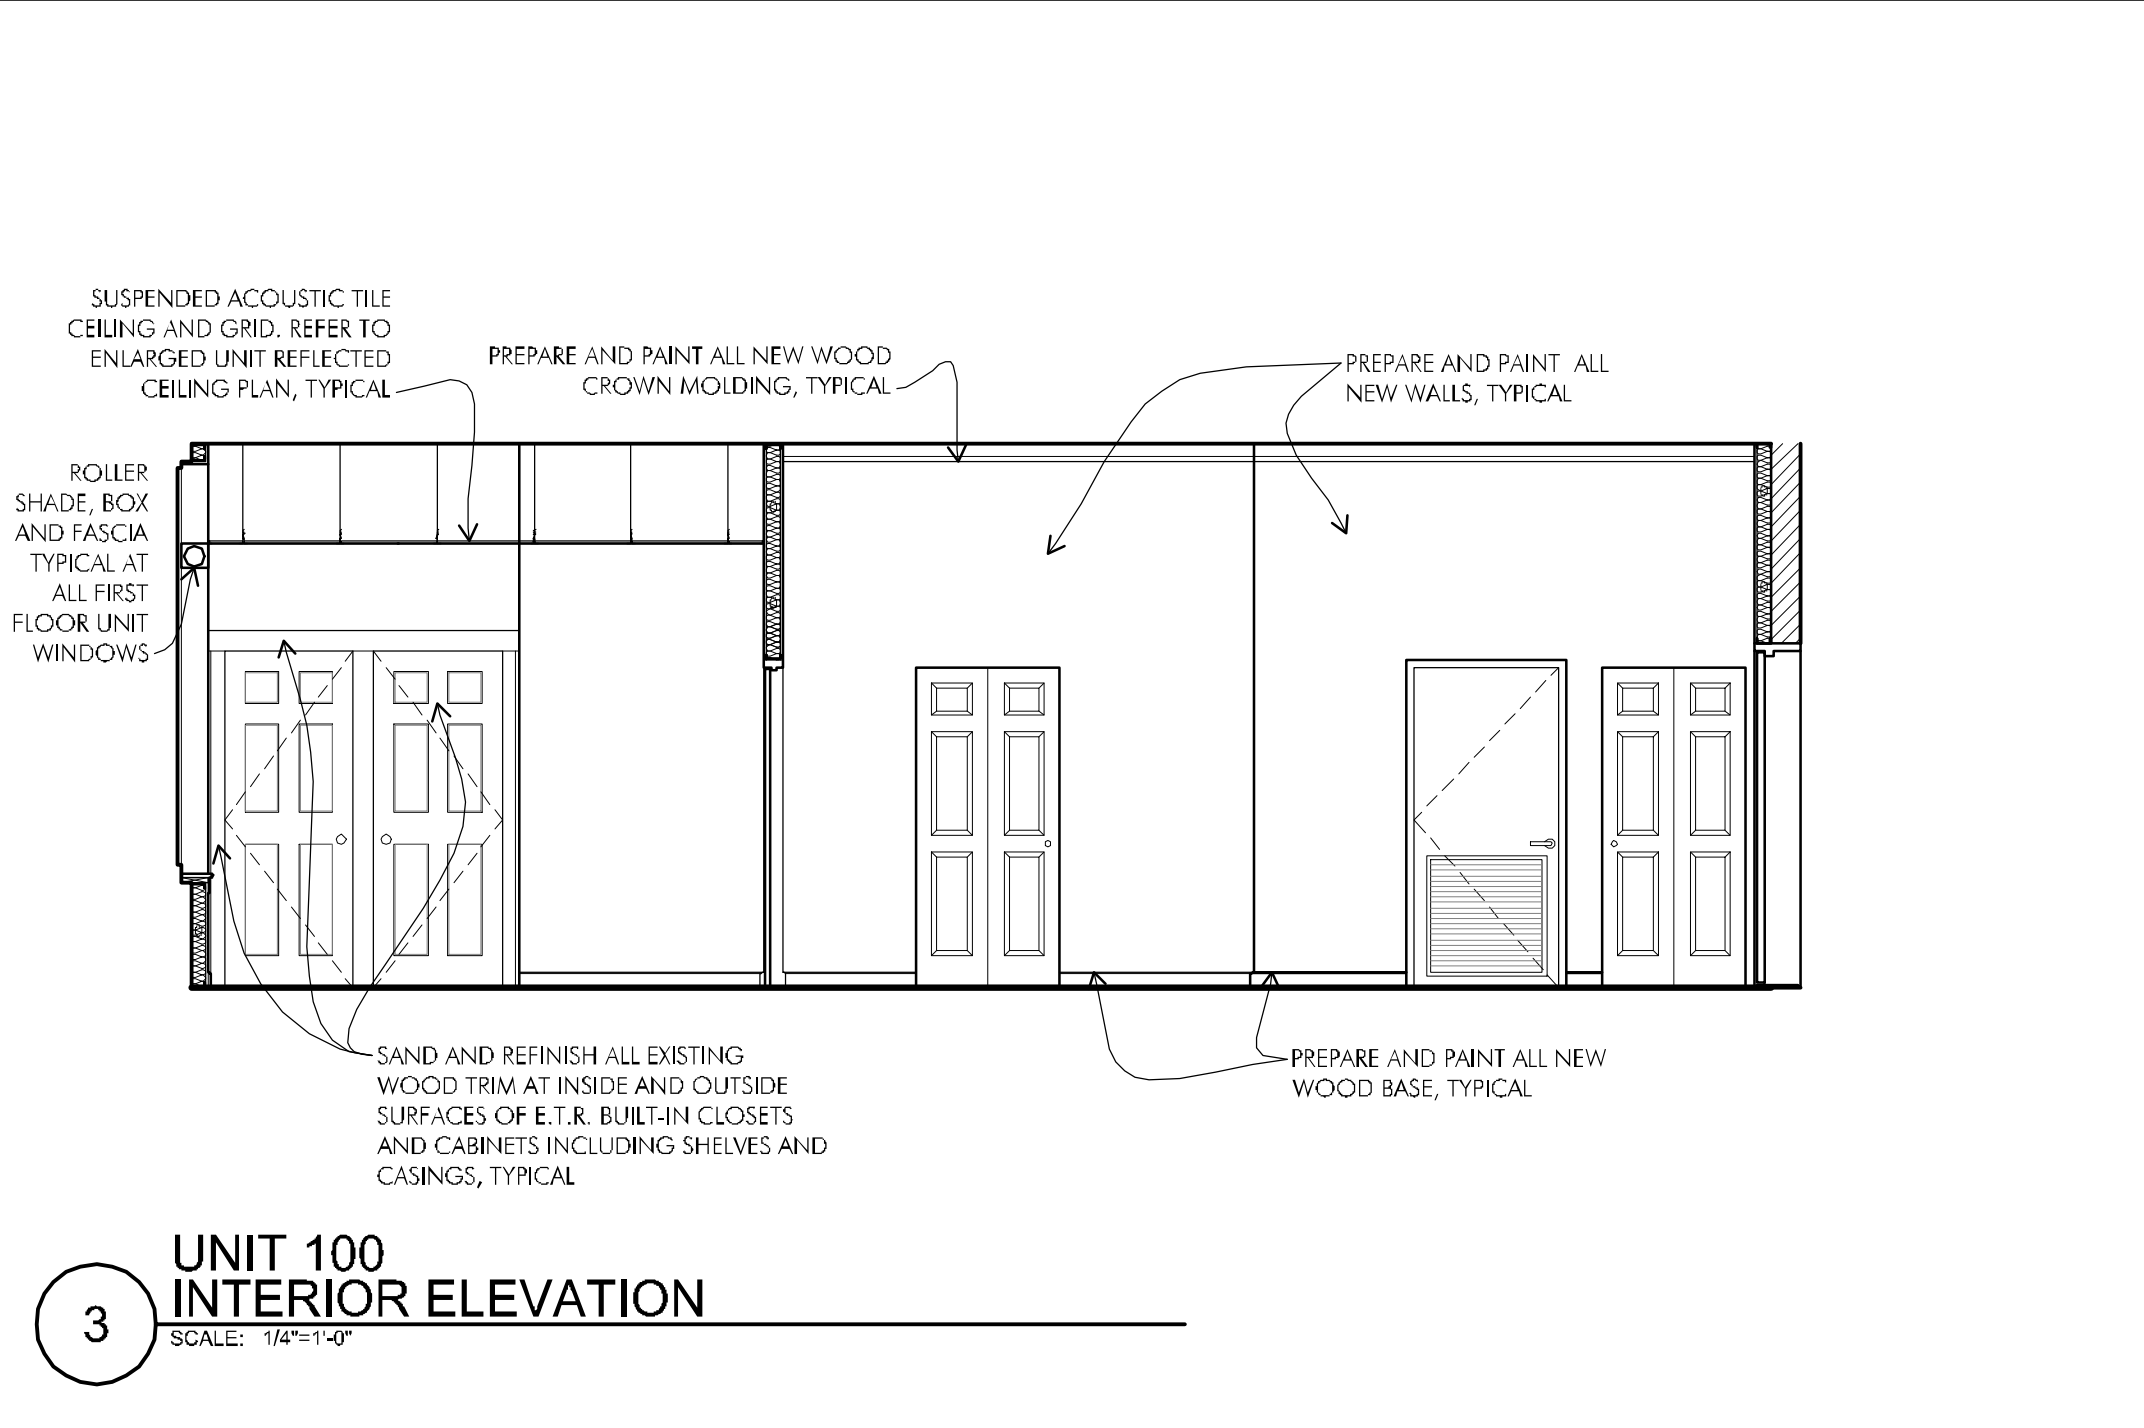 SUSPENDED ACOUSTIC TILE
CEILING AND GRID. REFER TO
ENLARGED UNIT REFLECTED
CEILING PLAN, TYPICAL
PREPARE AND PAINT ALL NEW WOOD
CROWN MOLDING, TYPICAL
PREPARE AND PAINT ALL
NEW WALLS, TYPICAL
ROLLER
SHADE, BOX
AND FASCIA
TYPICAL AT
ALL FIRST
FLOOR UNIT
WINDOWS
SAND AND REFINISH ALL EXISTING
WOOD TRIM AT INSIDE AND OUTSIDE
SURFACES OF E.T.R. BUILT-IN CLOSETS
AND CABINETS INCLUDING SHELVES AND
CASINGS, TYPICAL
PREPARE AND PAINT ALL NEW
WOOD BASE, TYPICAL
3
UNIT 100
INTERIOR ELEVATION
SCALE: 1/4"=1'-0"